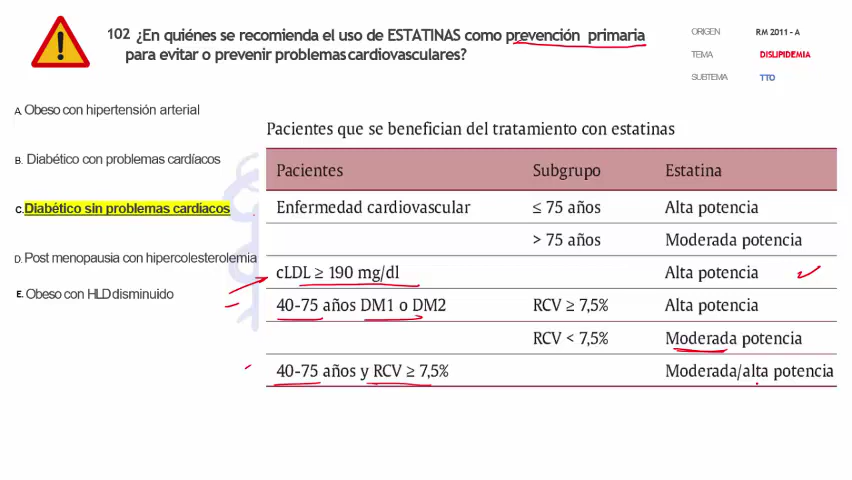 102 ¿En quiénes se recomienda el uso de ESTATINAS como prevención primaria
para evitar o prevenir problemas cardiovasculares?
ORIGEN RM 2011 - A
TEMA DISLIPIDEMIA
SUBTEMA TTO
A. Obeso con hipertensión arterial
B. Diabético con problemas cardíacos
C. Diabético sin problemas cardíacos
D. Post menopausia con hipercolesterolemia
E. Obeso con HLD disminuido
Pacientes que se benefician del tratamiento con estatinas
Pacientes Subgrupo Estatina
Enfermedad cardiovascular ≤ 75 años Alta potencia
> 75 años Moderada potencia
cLDL ≥ 190 mg/dl Alta potencia
40-75 años DM1 o DM2 RCV ≥ 7,5% Alta potencia
RCV < 7,5% Moderada potencia
40-75 años y RCV ≥ 7,5% Moderada/alta potencia